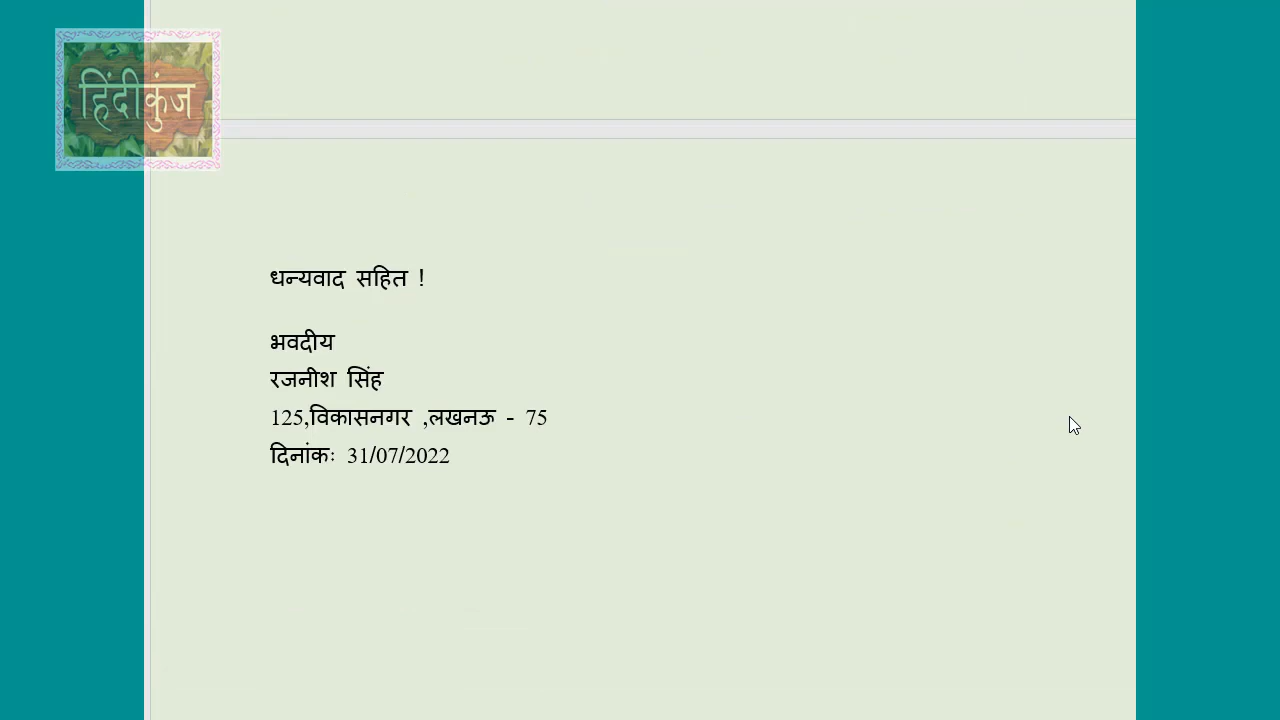 हिंदीकुंज
धन्यवाद सहित !
भवदीय
रजनीश सिंह
125,विकासनगर ,लखनऊ - 75
दिनांकः 31/07/2022